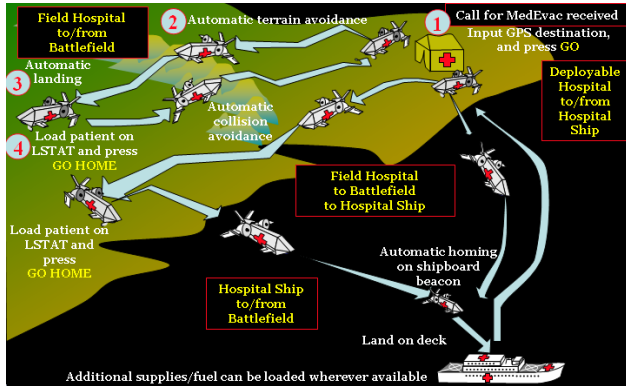 Field Hospital
to/from
Battlefield
2
Automatic terrain avoidance
1
Call for MedEvac received
Input GPS destination,
and press GO
Deployable
Hospital
to/from
Hospital
Ship
Automatic
landing
3
Automatic
collision
avoidance
4
Load patient on
LSTAT and press
GO HOME
Field Hospital
to Battlefield
to Hospital Ship
Load patient on
LSTAT and
press
GO HOME
Automatic homing
on shipboard
beacon
Hospital Ship
to/from
Battlefield
Land on deck
Additional supplies/fuel can be loaded wherever available